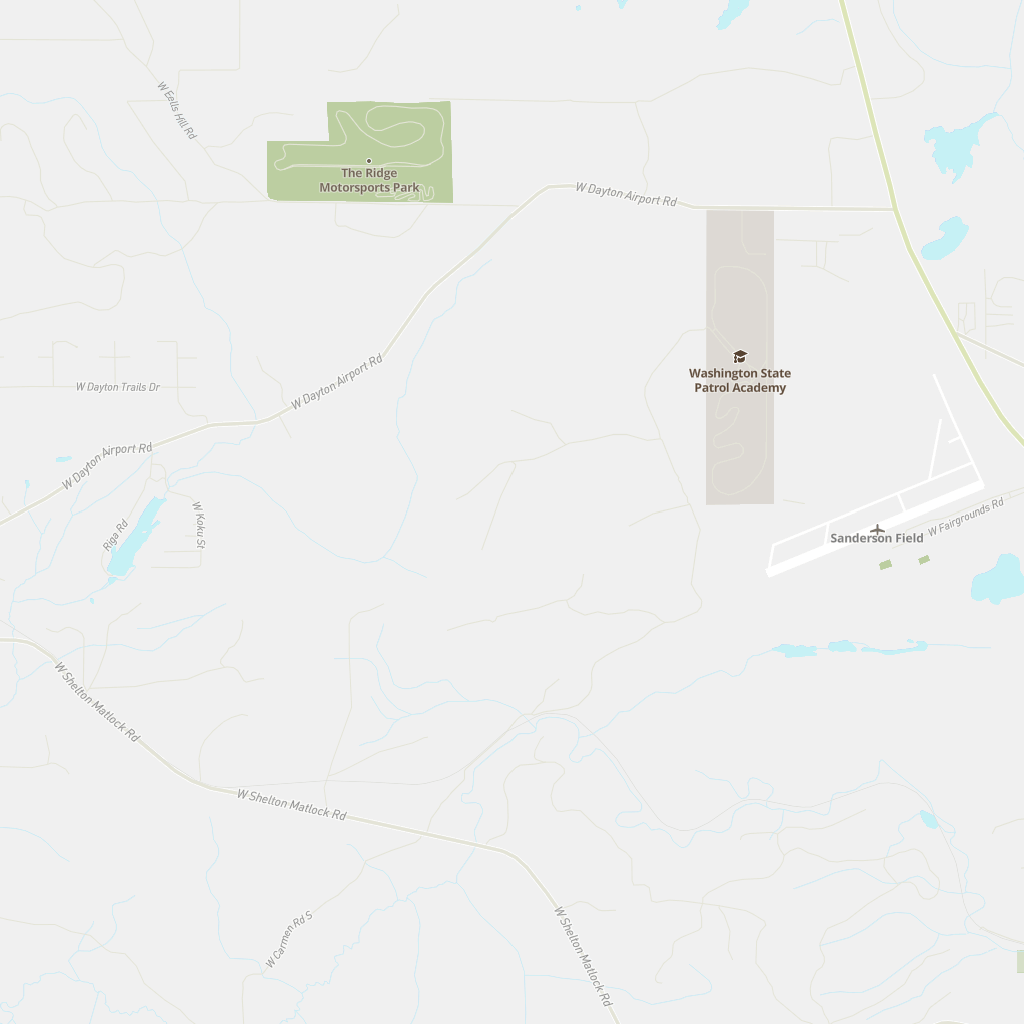 W Eells Hill Rd
The Ridge
Motorsports Park
W Dayton Airport Rd
Washington State
Patrol Academy
W Dayton Airport Rd
W Dayton Trails Dr
W Dayton Airport Rd
W Koku St
Riga Rd
W Fairgrounds Rd
Sanderson Field
W Shelton Matlock Rd
W Shelton Matlock Rd
W Carmen Rd S
W Shelton Matlock Rd